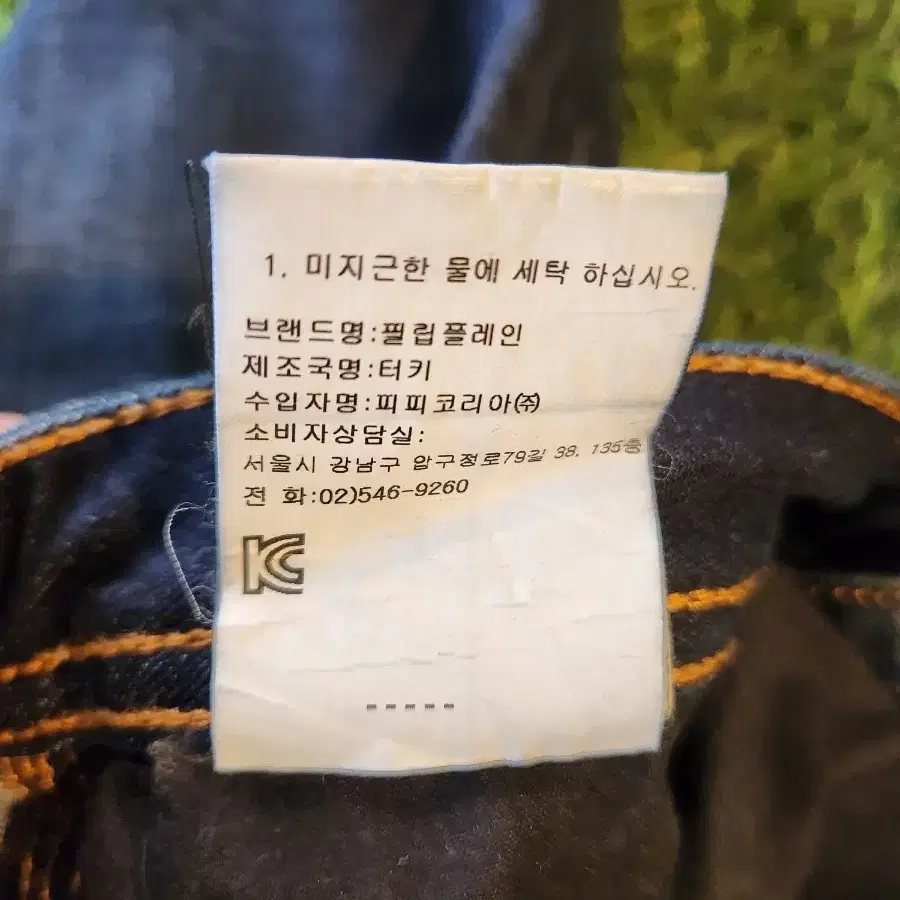 1. 미지근한 물에 세탁 하십시오.
브랜드명:필립플레인
제조국명:터키
수입자명:피피코리아㈜
소비자상담실:
서울시 강남구 압구정로79길 38, 135층
전 화:02)546-9260
KC
-----